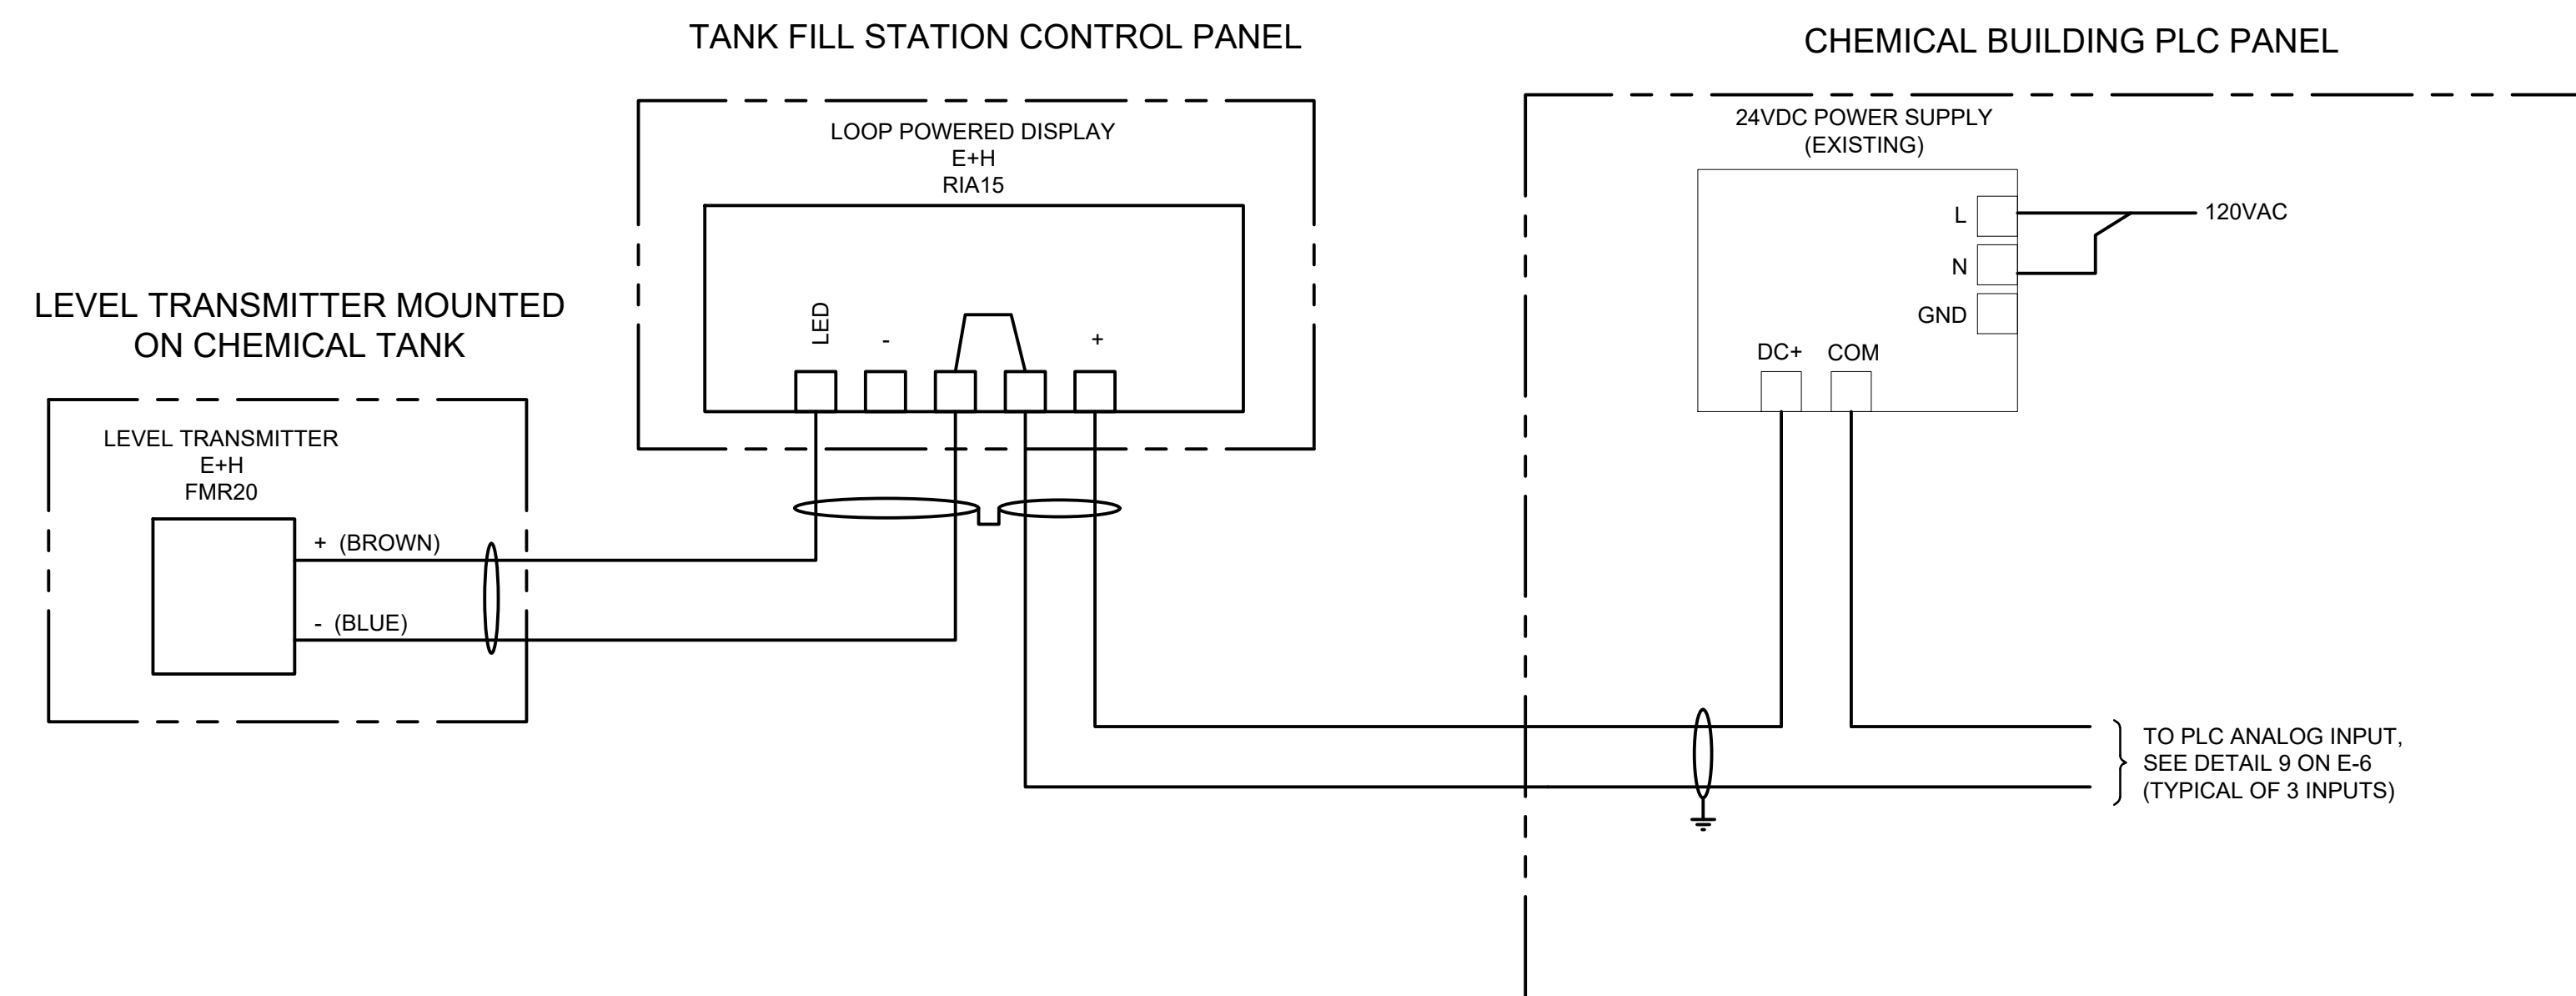 TANK FILL STATION CONTROL PANEL
CHEMICAL BUILDING PLC PANEL
LOOP POWERED DISPLAY
E+H
RIA15
24VDC POWER SUPPLY
(EXISTING)
L
120VAC
N
GND
DC+ COM
LED
-
+
LEVEL TRANSMITTER MOUNTED
ON CHEMICAL TANK
LEVEL TRANSMITTER
E+H
FMR20
+ (BROWN)
- (BLUE)
TO PLC ANALOG INPUT,
SEE DETAIL 9 ON E-6
(TYPICAL OF 3 INPUTS)